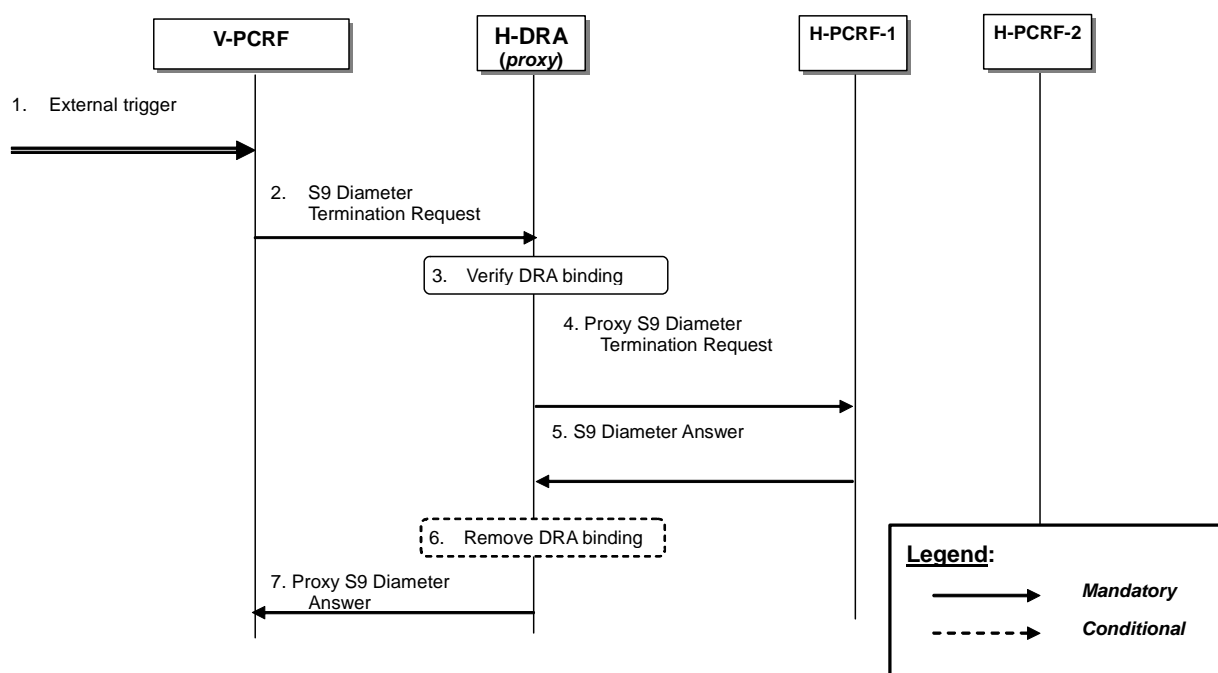 V-PCRF
H-DRA
(proxy)
H-PCRF-1
H-PCRF-2
1. External trigger
2. S9 Diameter
Termination Request
3. Verify DRA binding
4. Proxy S9 Diameter
Termination Request
5. S9 Diameter Answer
6. Remove DRA binding
7. Proxy S9 Diameter
Answer
Legend:
Mandatory
Conditional